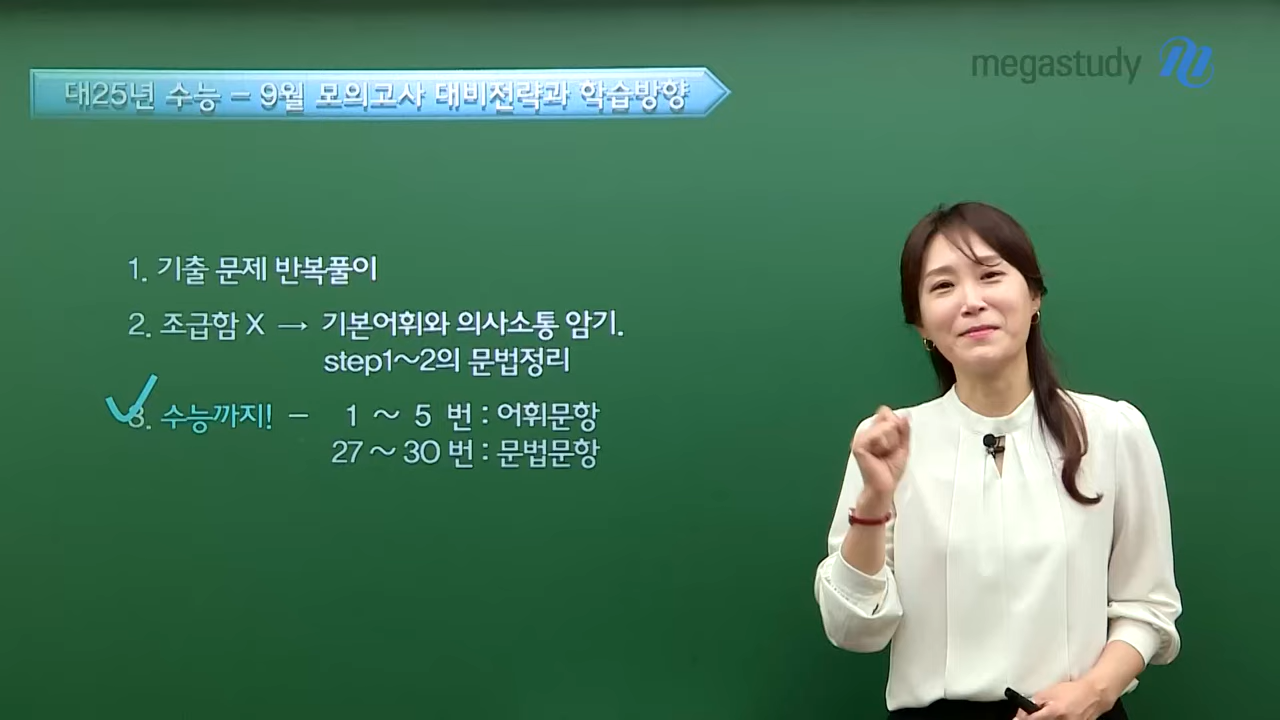 megastudy
대25년 수능 - 9월 모의고사 대비전략과 학습방향
1. 기출 문제 반복풀이
2. 조급함 X → 기본어휘와 의사소통 암기.
step1~2의 문법정리
3. 수능까지! - 1 ~ 5 번 : 어휘문항
27 ~ 30 번 : 문법문항